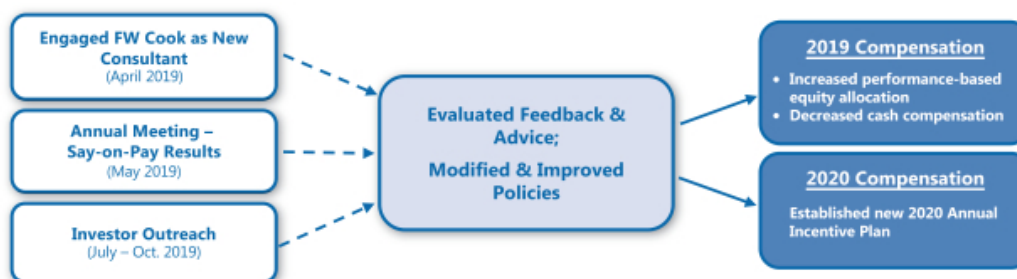 Engaged FW Cook as New
Consultant
(April 2019)
Annual Meeting –
Say-on-Pay Results
(May 2019)
Investor Outreach
(July – Oct. 2019)
Evaluated Feedback &
Advice;
Modified & Improved
Policies
2019 Compensation
• Increased performance-based
equity allocation
• Decreased cash compensation
2020 Compensation
Established new 2020 Annual
Incentive Plan